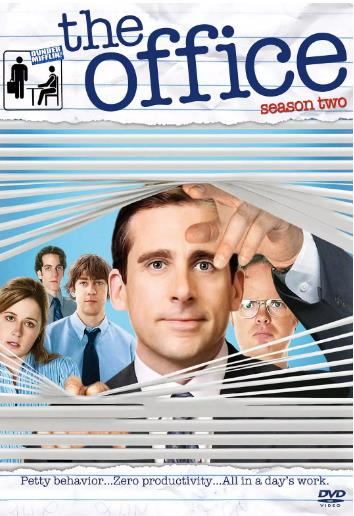 the
office
DUNDER
MIFFLIN
season two
Petty behavior...Zero productivity...All in a day's work.
DVD
VIDEO